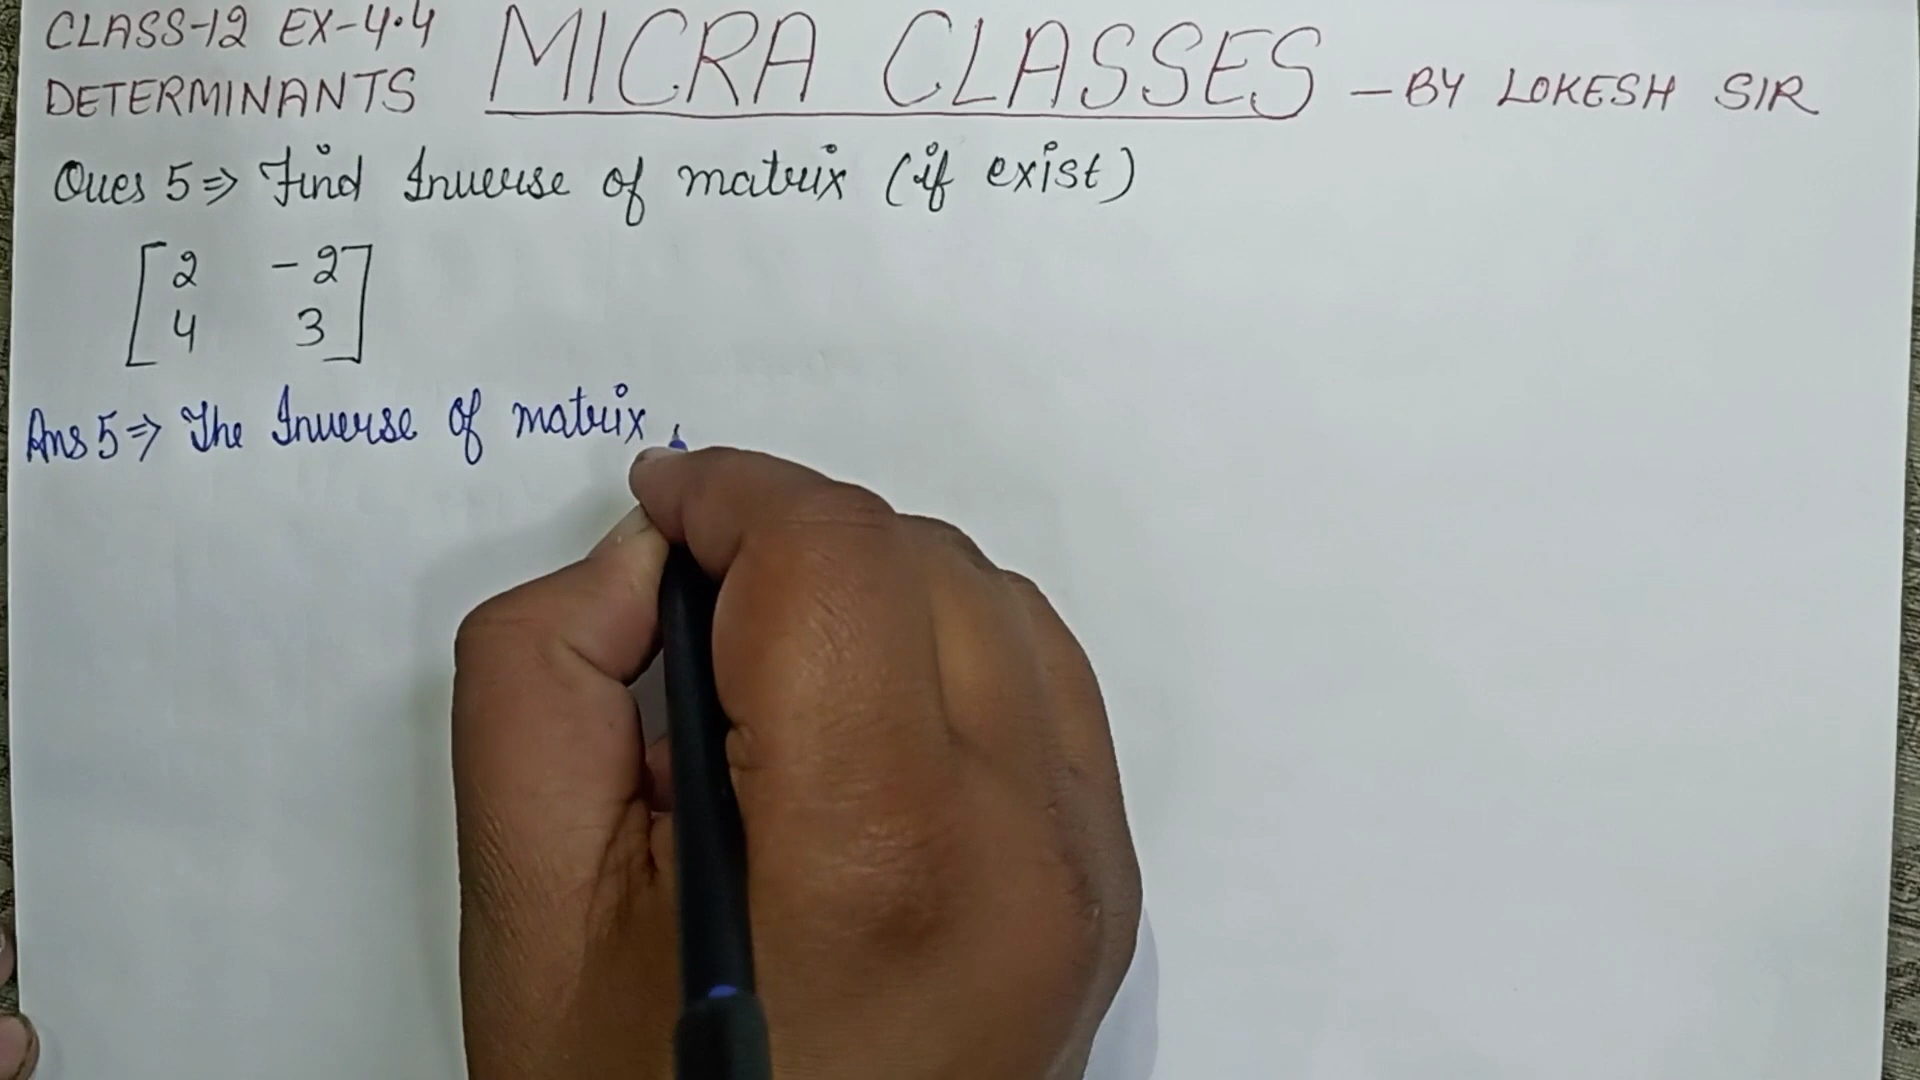 CLASS-12 EX-4.4
DETERMINANTS
MICRA CLASSES - BY LOKESH SIR
Ques 5 ⇒ Find Inverse of matrix (if exist)
[2 -2
4 3]
Ans 5 ⇒ The Inverse of matrix